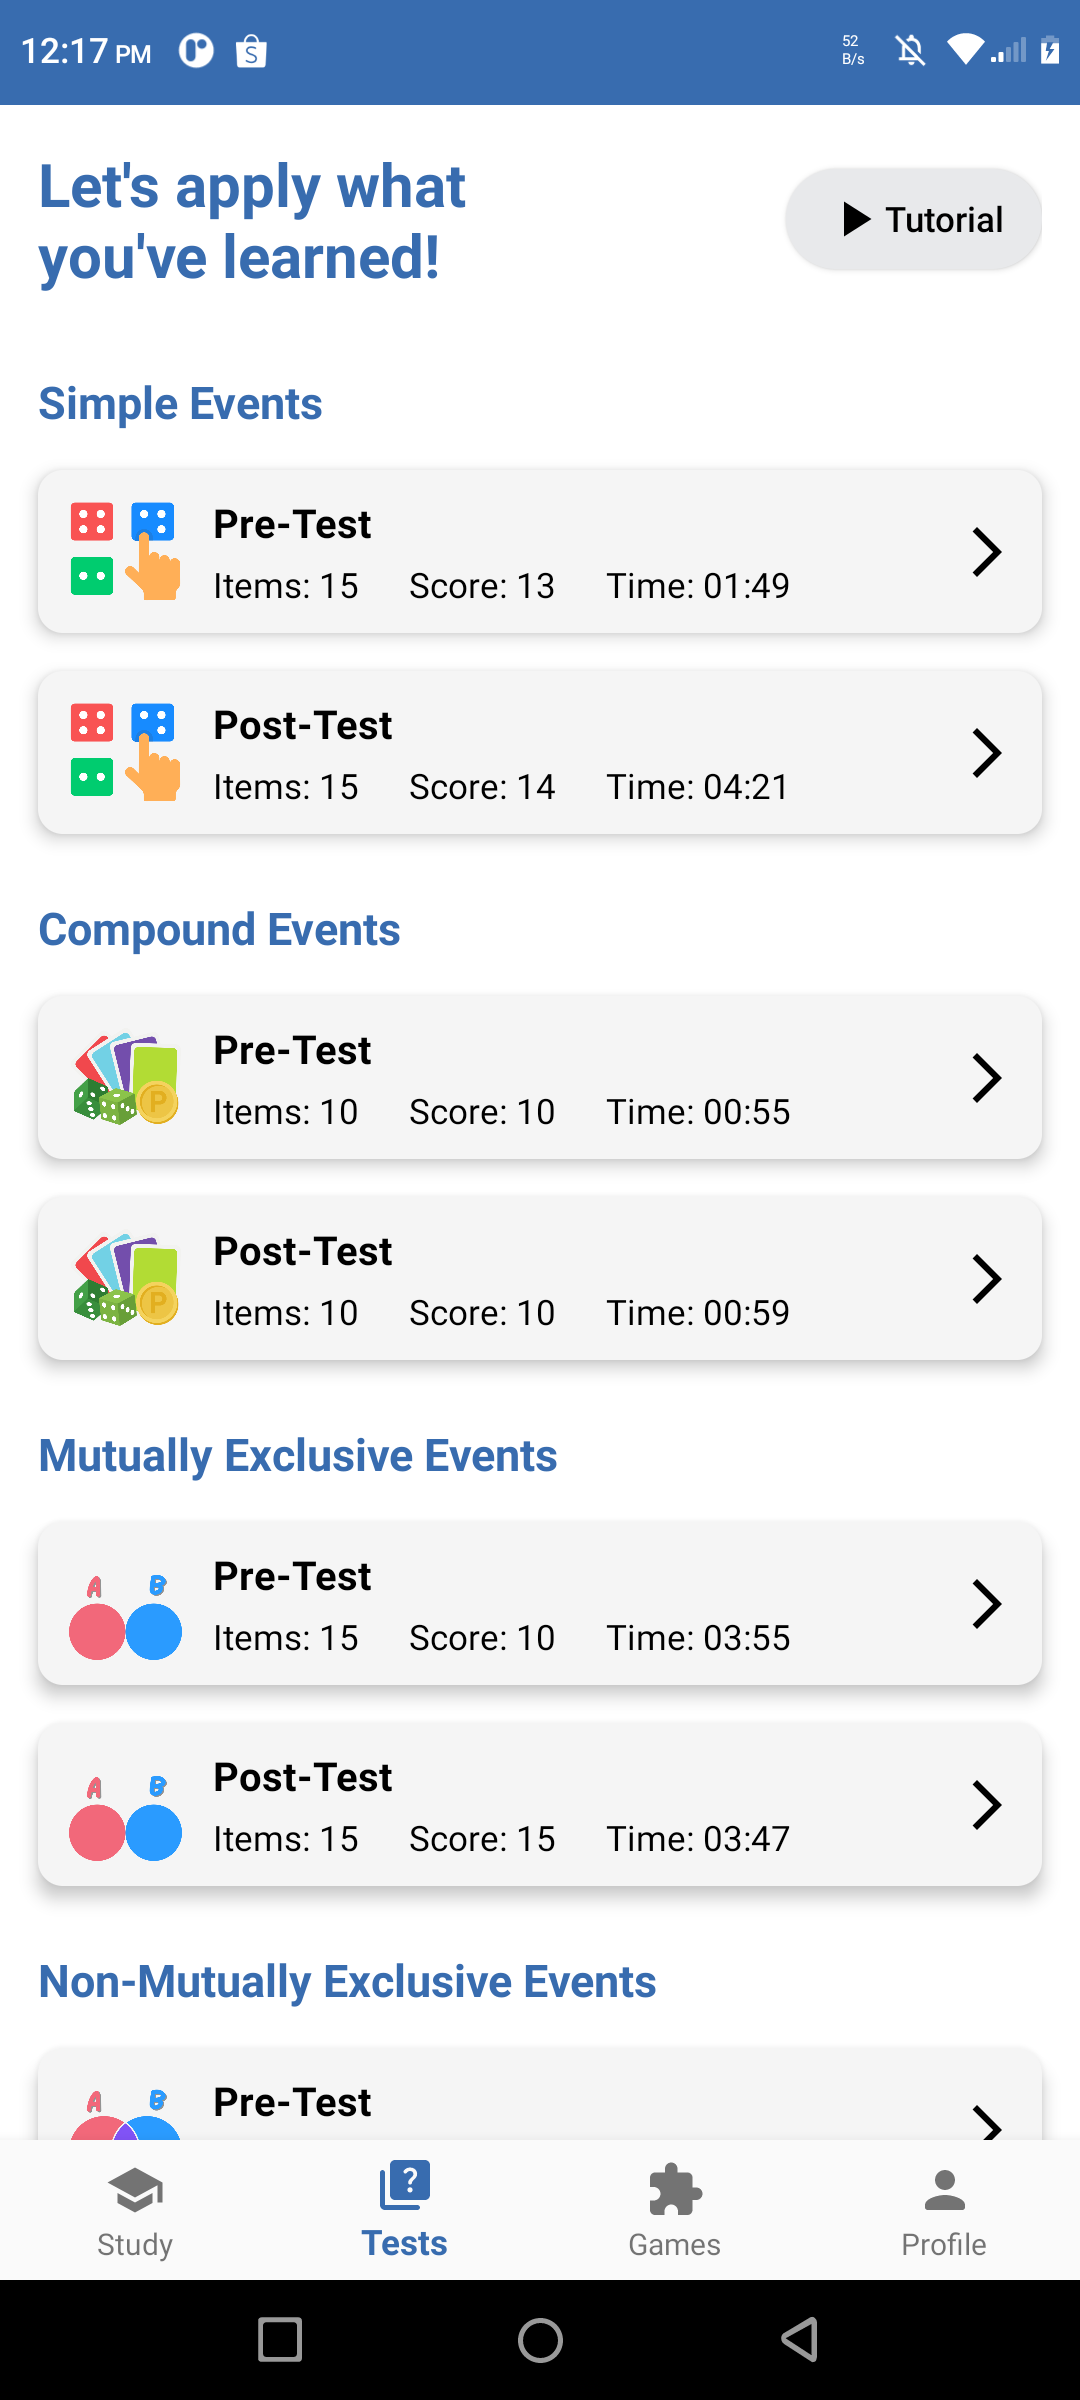 12:17 PM
52
B/s
Let's apply what
you've learned!
Tutorial
Simple Events
Pre-Test
Items: 15 Score: 13 Time: 01:49
Post-Test
Items: 15 Score: 14 Time: 04:21
Compound Events
Pre-Test
Items: 10 Score: 10 Time: 00:55
P
Post-Test
Items: 10 Score: 10 Time: 00:59
P
Mutually Exclusive Events
A B
Pre-Test
Items: 15 Score: 10 Time: 03:55
A B
Post-Test
Items: 15 Score: 15 Time: 03:47
Non-Mutually Exclusive Events
A B
Pre-Test
Study
Tests
Games
Profile